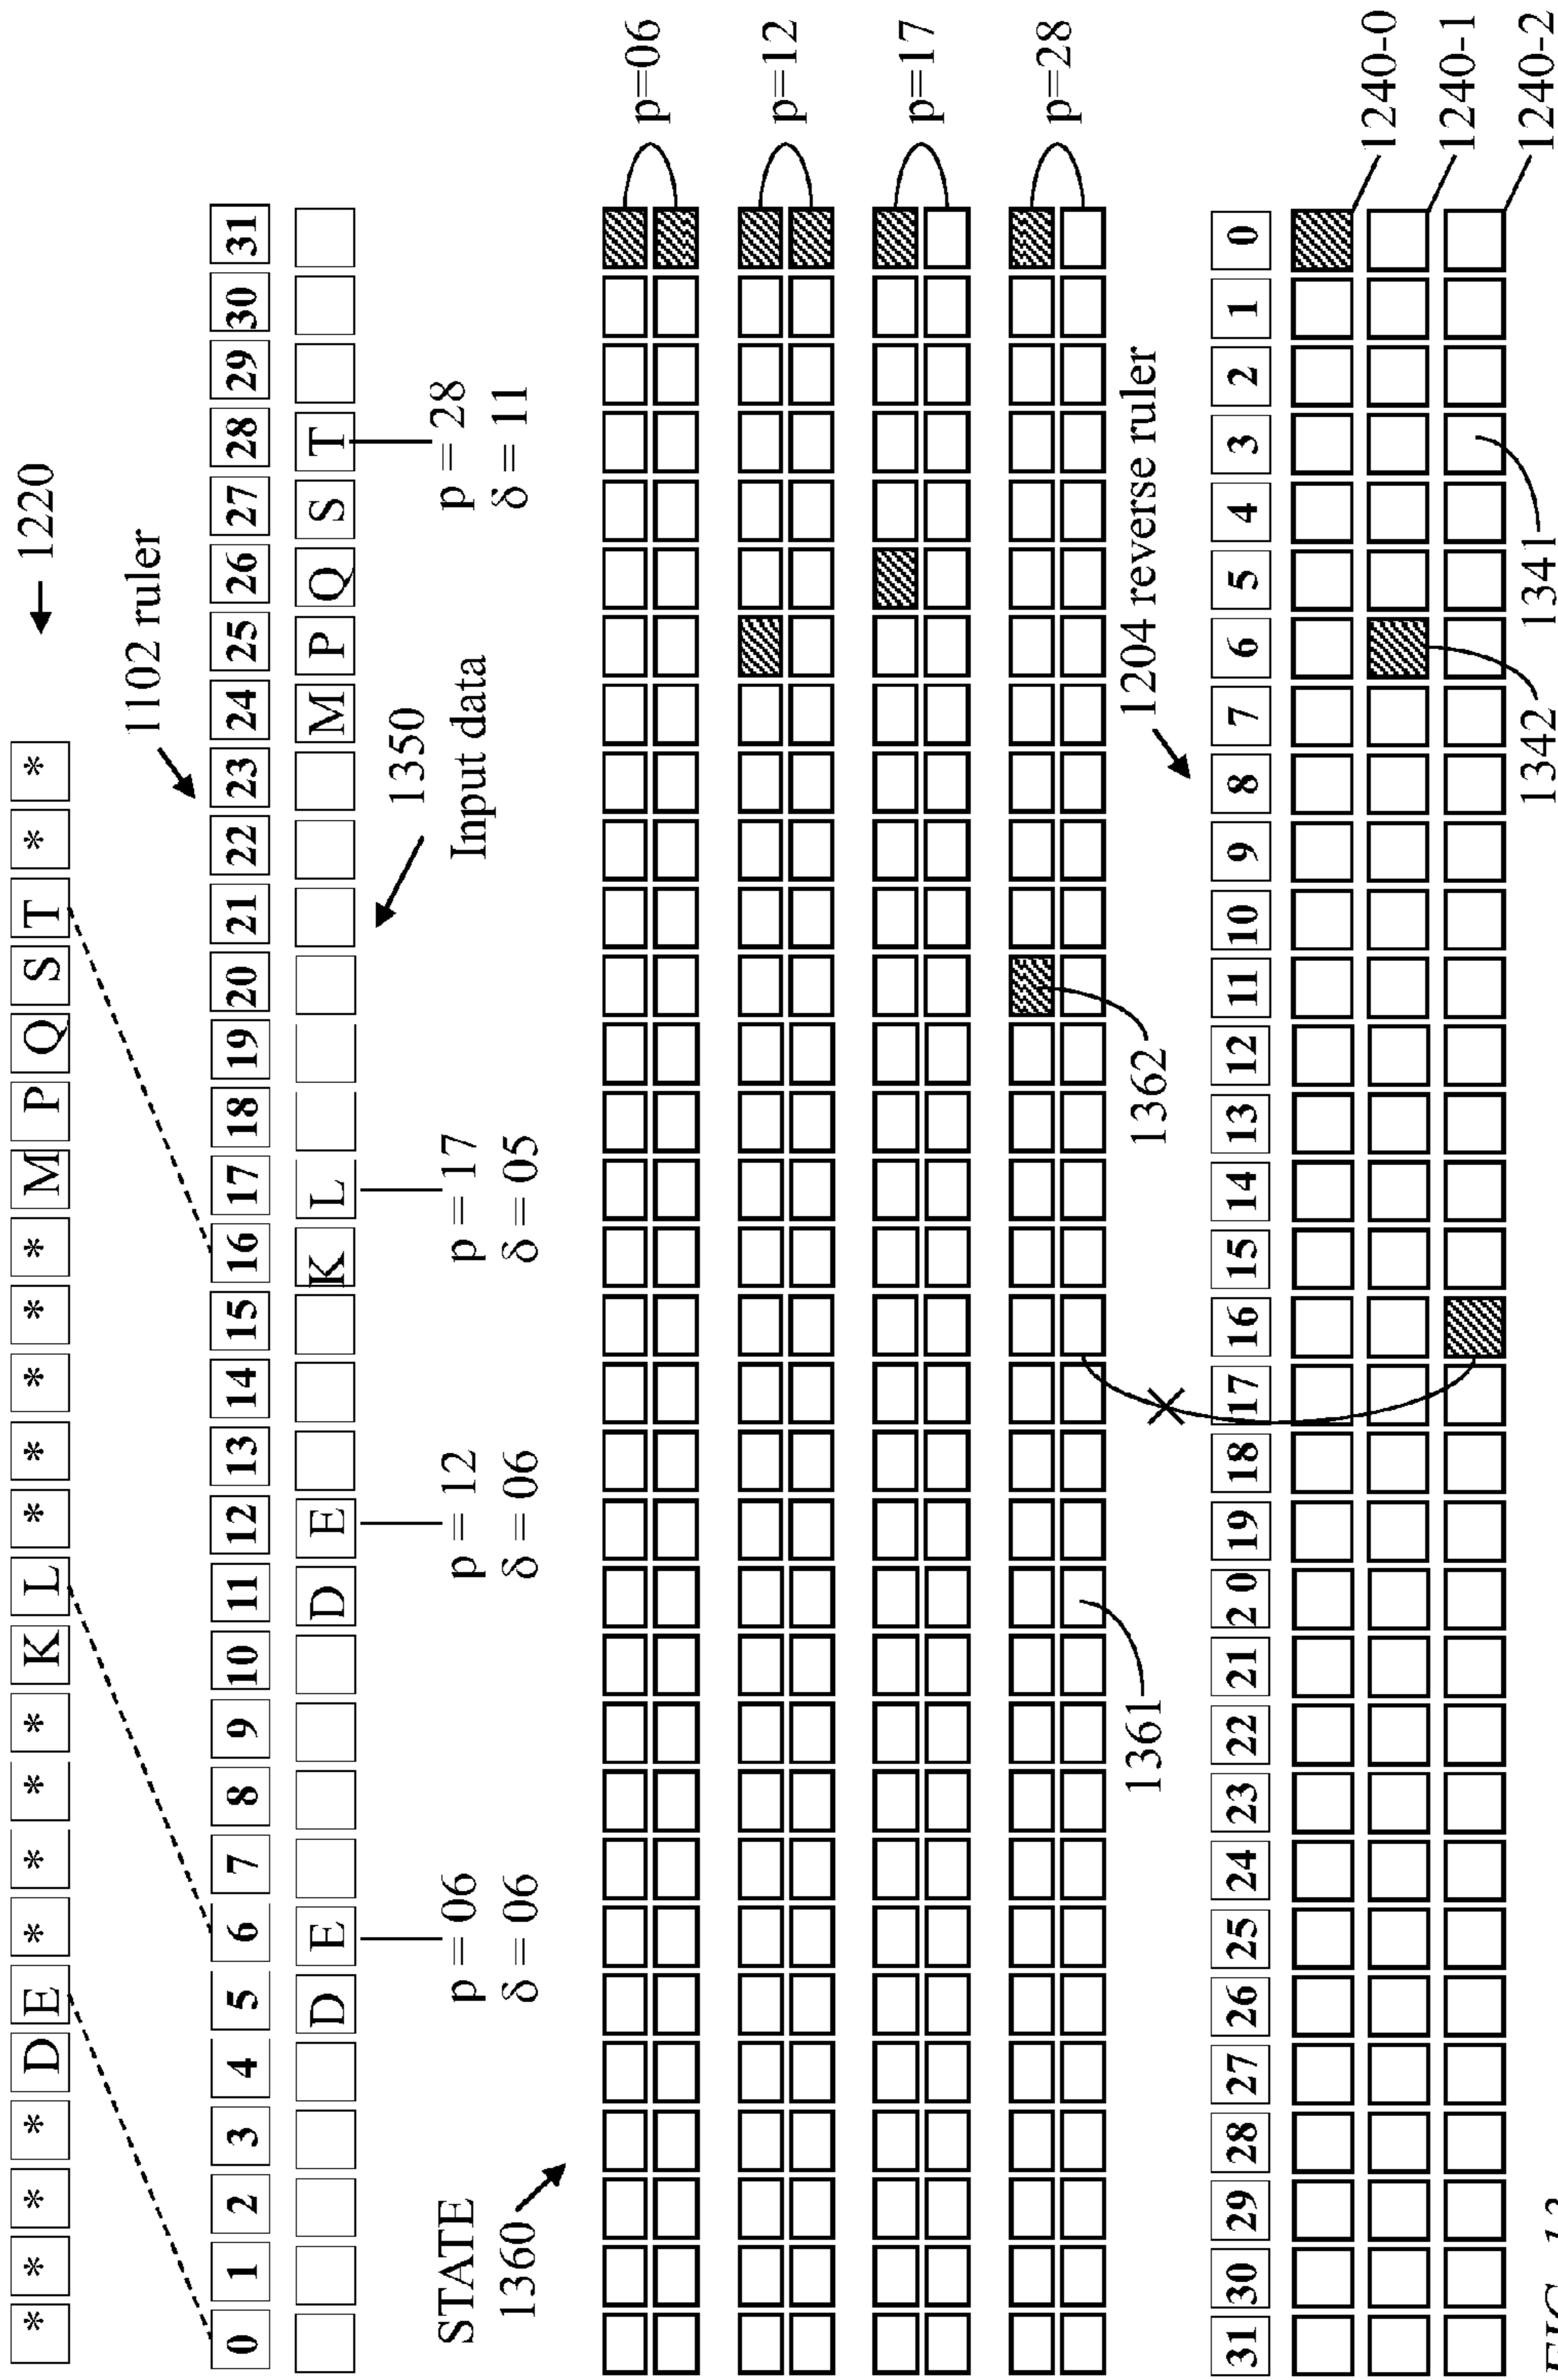 * * * * D E * * * * K L * * * * * M P Q S T * *
1220
1102 ruler
0 1 2 3 4 5 6 7 8 9 10 11 12 13 14 15 16 17 18 19 20 21 22 23 24 25 26 27 28 29 30 31
D E D E K L M P Q S T
1350
Input data
p = 06
δ = 06
p = 12
δ = 06
p = 17
δ = 05
p = 28
δ = 11
STATE
1360
p=06
p=12
p=17
p=28
1361
1362
1204 reverse ruler
31 30 29 28 27 26 25 24 23 22 21 20 19 18 17 16 15 14 13 12 11 10 9 8 7 6 5 4 3 2 1 0
1240-0
1240-1
1240-2
1342
1341
FIG. 13